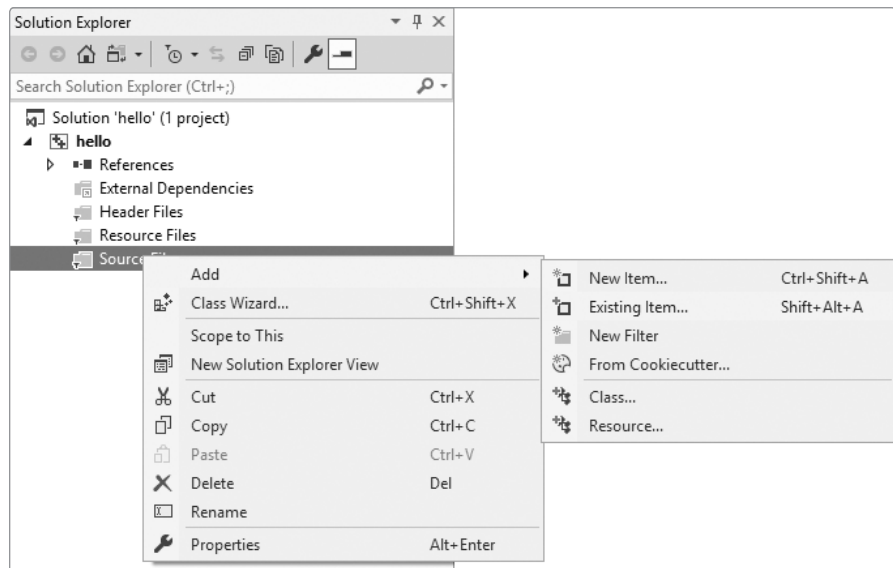 Solution Explorer
Search Solution Explorer (Ctrl+;)
Solution 'hello' (1 project)
hello
References
External Dependencies
Header Files
Resource Files
Source
Add
Class Wizard... Ctrl+Shift+X
Scope to This
New Solution Explorer View
Cut Ctrl+X
Copy Ctrl+C
Paste Ctrl+V
Delete Del
Rename
Properties Alt+Enter
New Item... Ctrl+Shift+A
Existing Item... Shift+Alt+A
New Filter
From Cookiecutter...
Class...
Resource...